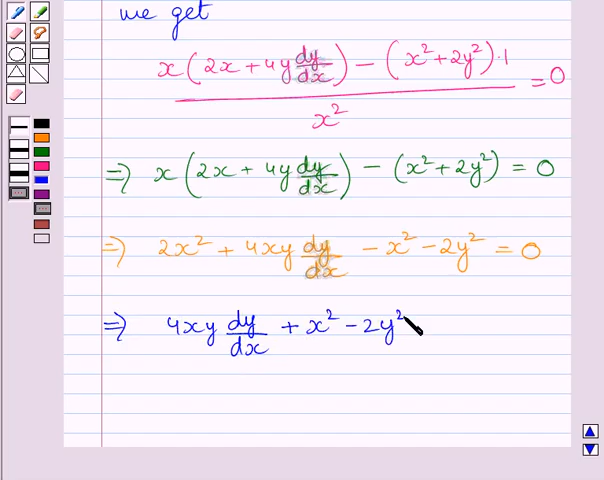 we get
x(2x + 4y dy/dx) - (x² + 2y²)·1 / x² = 0
⇒ x(2x + 4y dy/dx) - (x² + 2y²) = 0
⇒ 2x² + 4xy dy/dx - x² - 2y² = 0
⇒ 4xy dy/dx + x² - 2y²